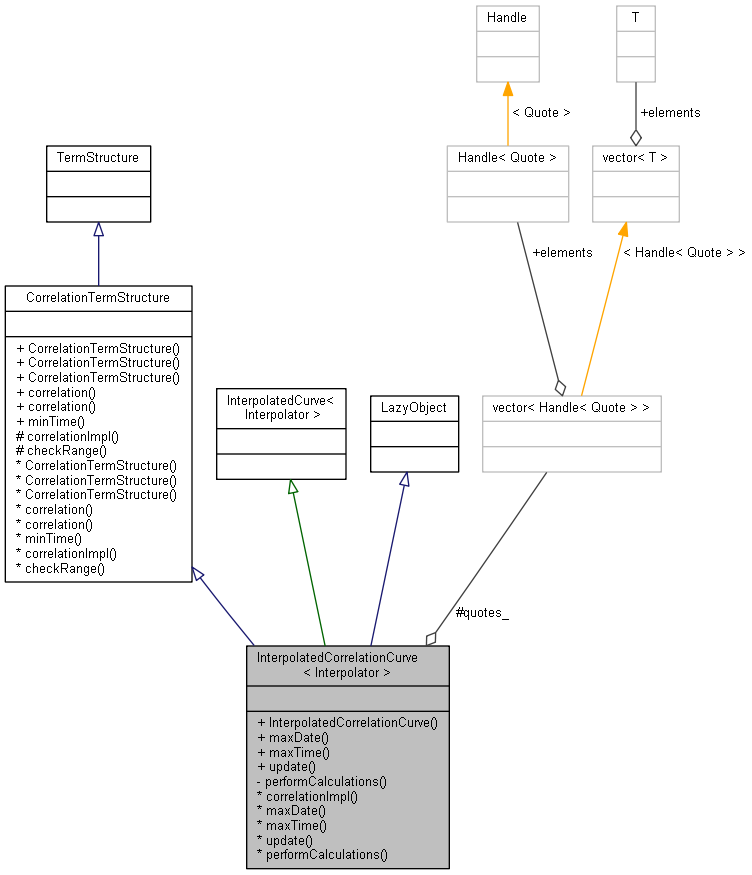 Handle
T
< Quote >
+elements
TermStructure
Handle< Quote >
vector< T >
+elements
< Handle< Quote > >
CorrelationTermStructure
+ CorrelationTermStructure()
+ CorrelationTermStructure()
+ CorrelationTermStructure()
+ correlation()
+ correlation()
+ minTime()
# correlationImpl()
# checkRange()
* CorrelationTermStructure()
* CorrelationTermStructure()
* CorrelationTermStructure()
* correlation()
* correlation()
* minTime()
* correlationImpl()
* checkRange()
InterpolatedCurve<
Interpolator >
LazyObject
vector< Handle< Quote > >
#quotes_
InterpolatedCorrelationCurve
< Interpolator >
+ InterpolatedCorrelationCurve()
+ maxDate()
+ maxTime()
+ update()
- performCalculations()
* correlationImpl()
* maxDate()
* maxTime()
* update()
* performCalculations()